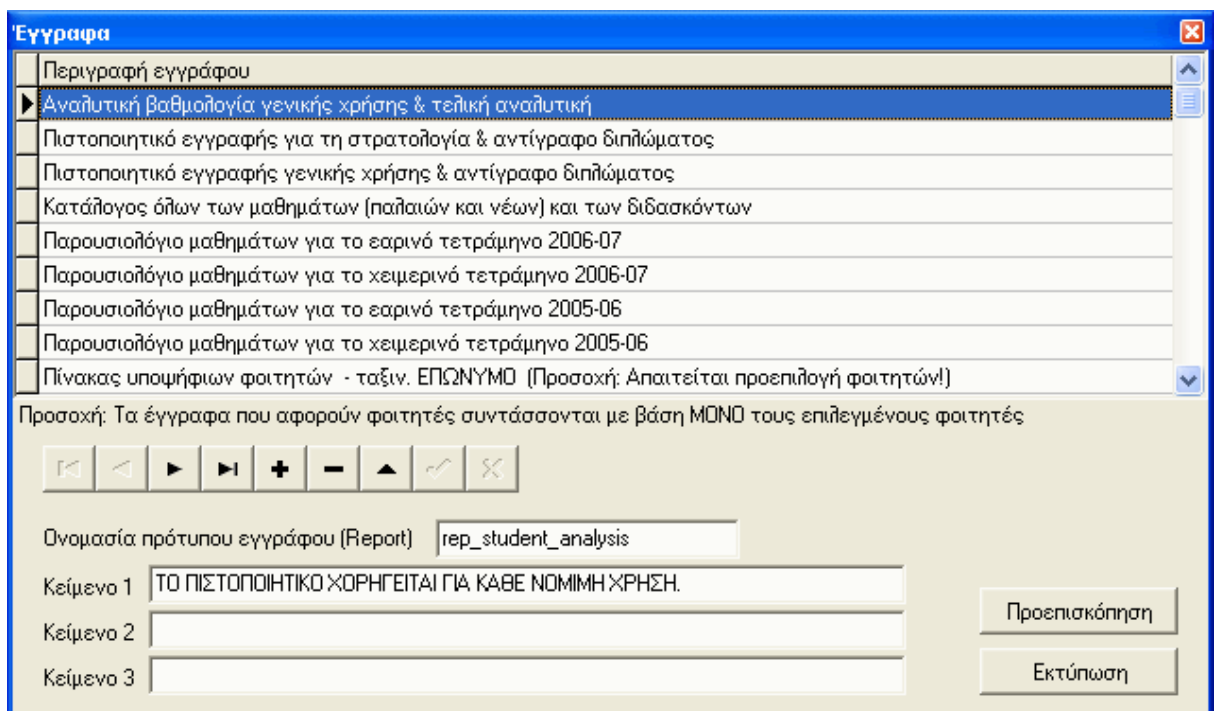 Έγγραφα
Περιγραφή εγγράφου
Αναλυτική βαθμολογία γενικής χρήσης & τελική αναλυτική
Πιστοποιητικό εγγραφής για τη στρατολογία & αντίγραφο διπλώματος
Πιστοποιητικό εγγραφής γενικής χρήσης & αντίγραφο διπλώματος
Κατάλογος όλων των μαθημάτων (παλαιών και νέων) και των διδασκόντων
Παρουσιολόγιο μαθημάτων για το εαρινό τετράμηνο 2006-07
Παρουσιολόγιο μαθημάτων για το χειμερινό τετράμηνο 2006-07
Παρουσιολόγιο μαθημάτων για το εαρινό τετράμηνο 2005-06
Παρουσιολόγιο μαθημάτων για το χειμερινό τετράμηνο 2005-06
Πίνακας υποψήφιων φοιτητών - ταξιν. ΕΠΩΝΥΜΟ (Προσοχή: Απαιτείται προεπιλογή φοιτητών!)
Προσοχή: Τα έγγραφα που αφορούν φοιτητές συντάσσονται με βάση ΜΟΝΟ τους επιλεγμένους φοιτητές
Ονομασία πρότυπου εγγράφου (Report) rep_student_analysis
Κείμενο 1 ΤΟ ΠΙΣΤΟΠΟΙΗΤΙΚΟ ΧΟΡΗΓΕΙΤΑΙ ΓΙΑ ΚΑΘΕ ΝΟΜΙΜΗ ΧΡΗΣΗ.
Προεπισκόπηση
Κείμενο 2
Κείμενο 3
Εκτύπωση